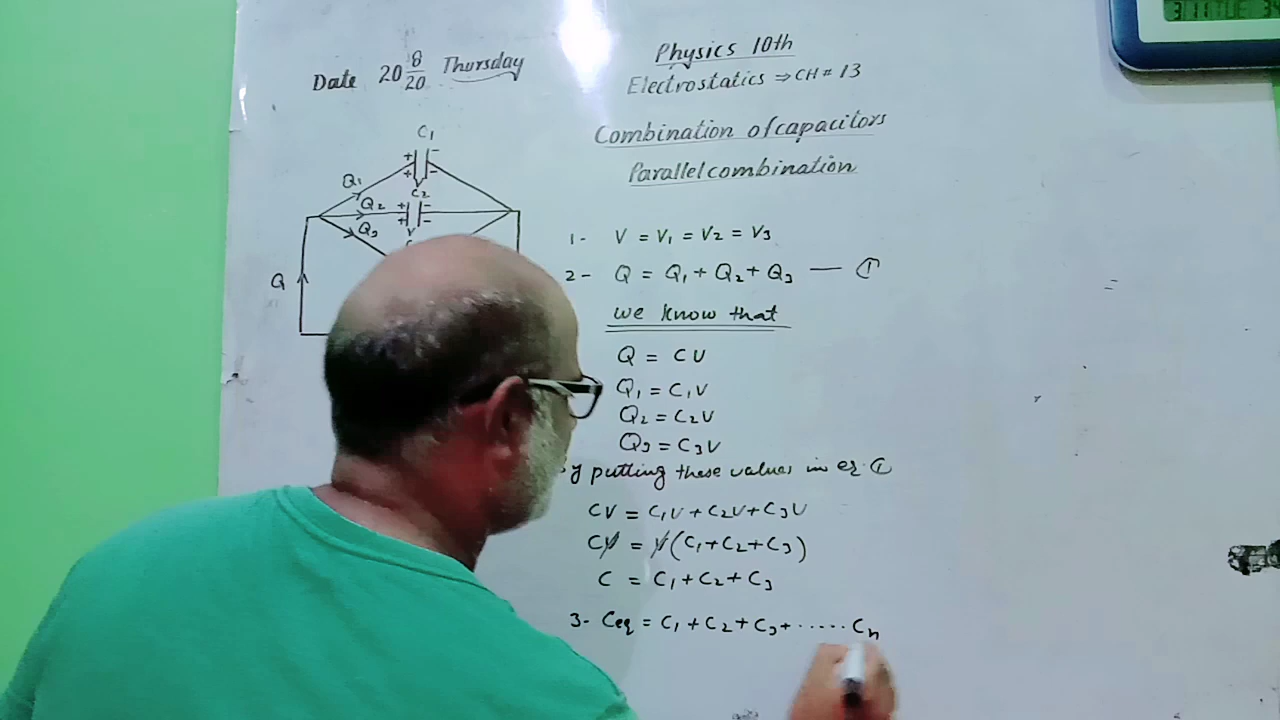 Date 20 8/20 Thursday
Physics 10th
Electrostatics ⇒ CH # 13
Combination of capacitors
Parallel combination
C1
+ -
+ -
Q1
C2
Q2
+ -
+ -
V
Q3
Q
1- V = V1 = V2 = V3
2- Q = Q1 + Q2 + Q3 — ①
we know that
Q = CV
Q1 = C1V
Q2 = C2V
Q3 = C3V
y putting these values in eq ①
CV = C1V + C2V + C3V
CV = V(C1 + C2 + C3)
C = C1 + C2 + C3
3- Ceq = C1 + C2 + C3 + ..... Cn
3 11 TUE